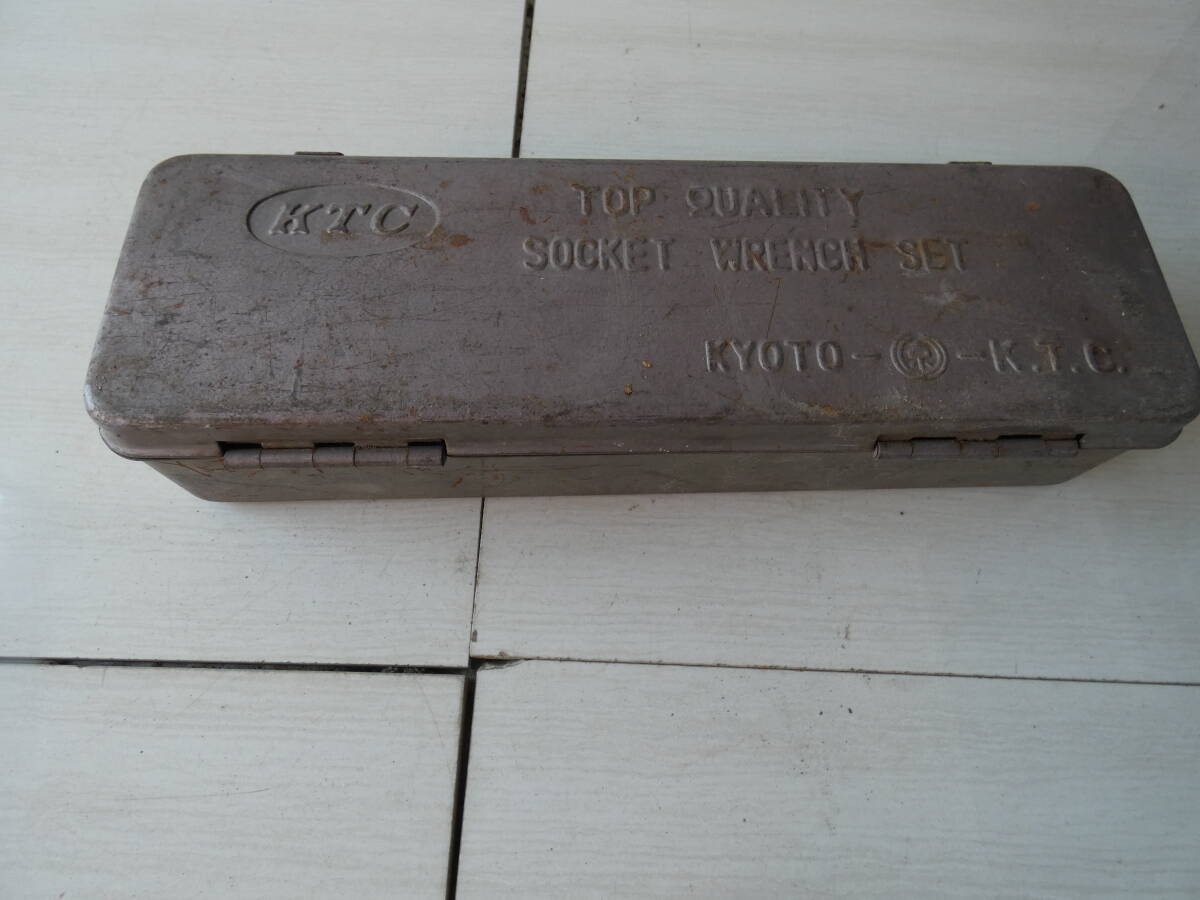 KTC
TOP QUALITY
SOCKET WRENCH SET
KYOTO - - K.T.C.